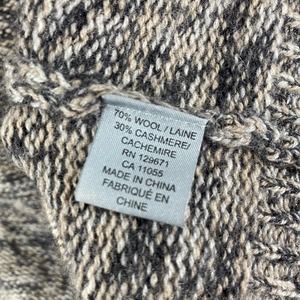 70% WOOL / LAINE
30% CASHMERE/
CACHEMIRE
RN 129671
CA 11055
MADE IN CHINA
FABRIQUÉ EN
CHINE